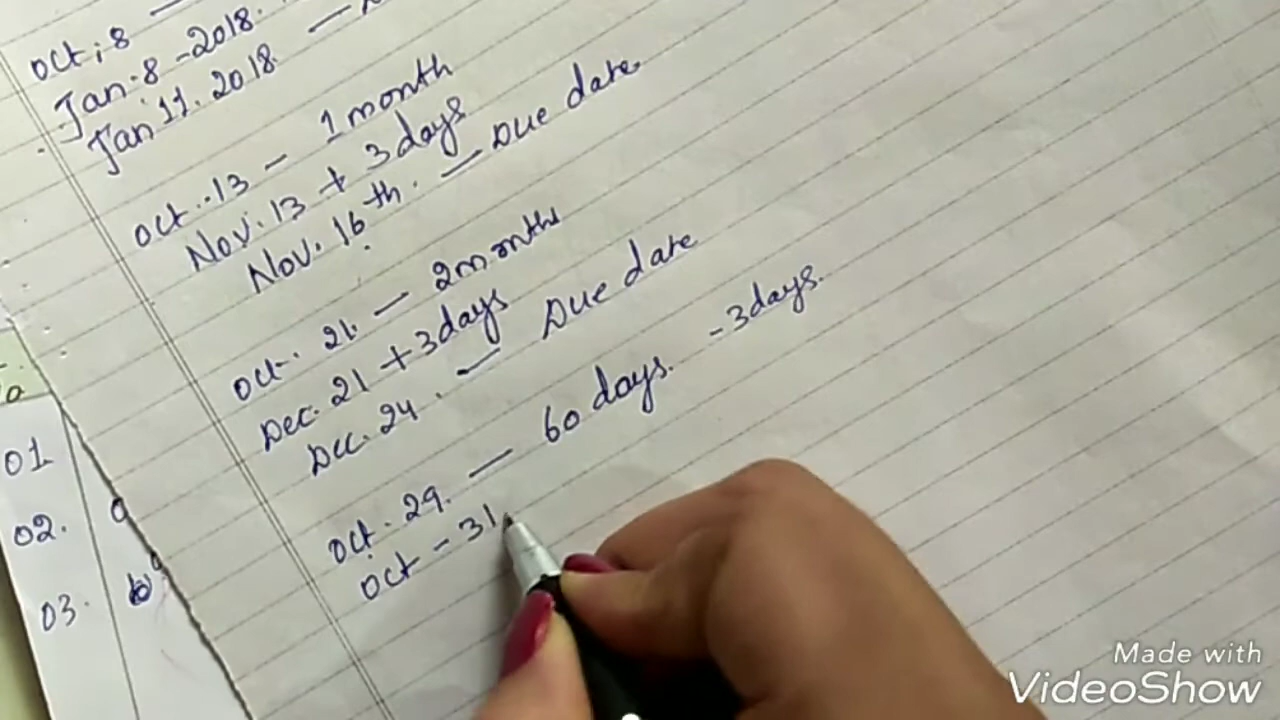 Oct. 8 —
Jan. 8 - 2018.
Jan 11. 2018 —
Oct. 13 — 1 month
Nov. 13 + 3 days
Nov. 16th. — Due date.
Oct. 21. — 2 months
Dec. 21 + 3 days
Dec. 24. — Due date
Oct. 29. — 60 days. - 3 days.
Oct - 31
01
02.
03.
Made with
VideoShow